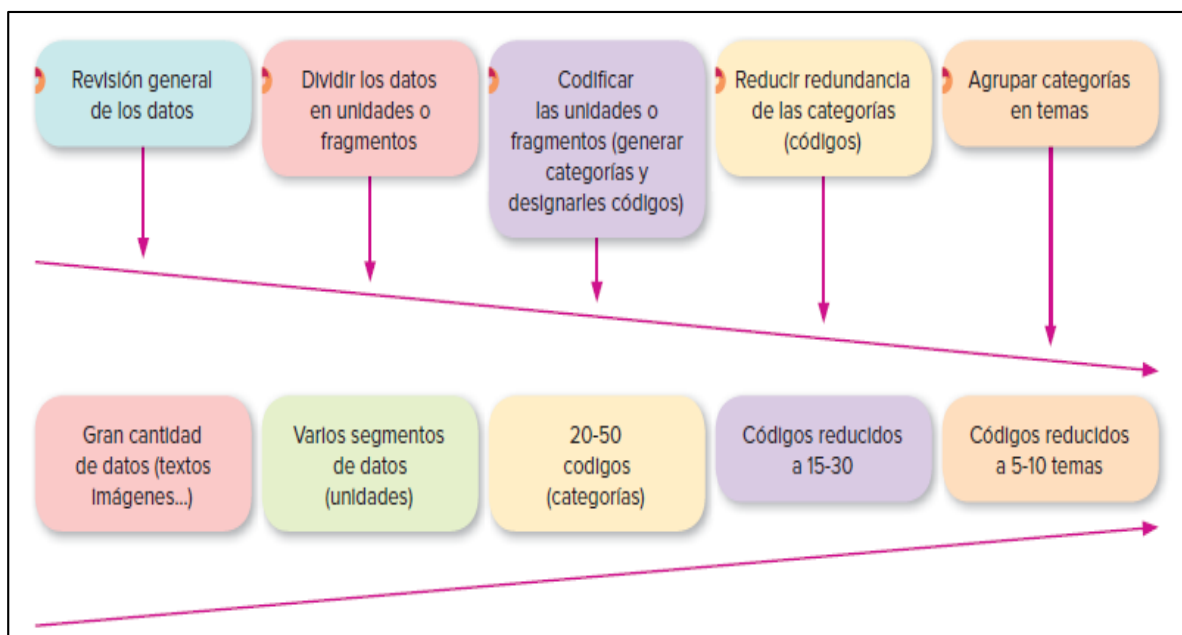 Revisión general
de los datos
Dividir los datos
en unidades o
fragmentos
Codificar
las unidades o
fragmentos (generar
categorías y
designarles códigos)
Reducir redundancia
de las categorías
(códigos)
Agrupar categorías
en temas
Gran cantidad
de datos (textos
imágenes...)
Varios segmentos
de datos
(unidades)
20-50
codigos
(categorías)
Códigos reducidos
a 15-30
Códigos reducidos
a 5-10 temas